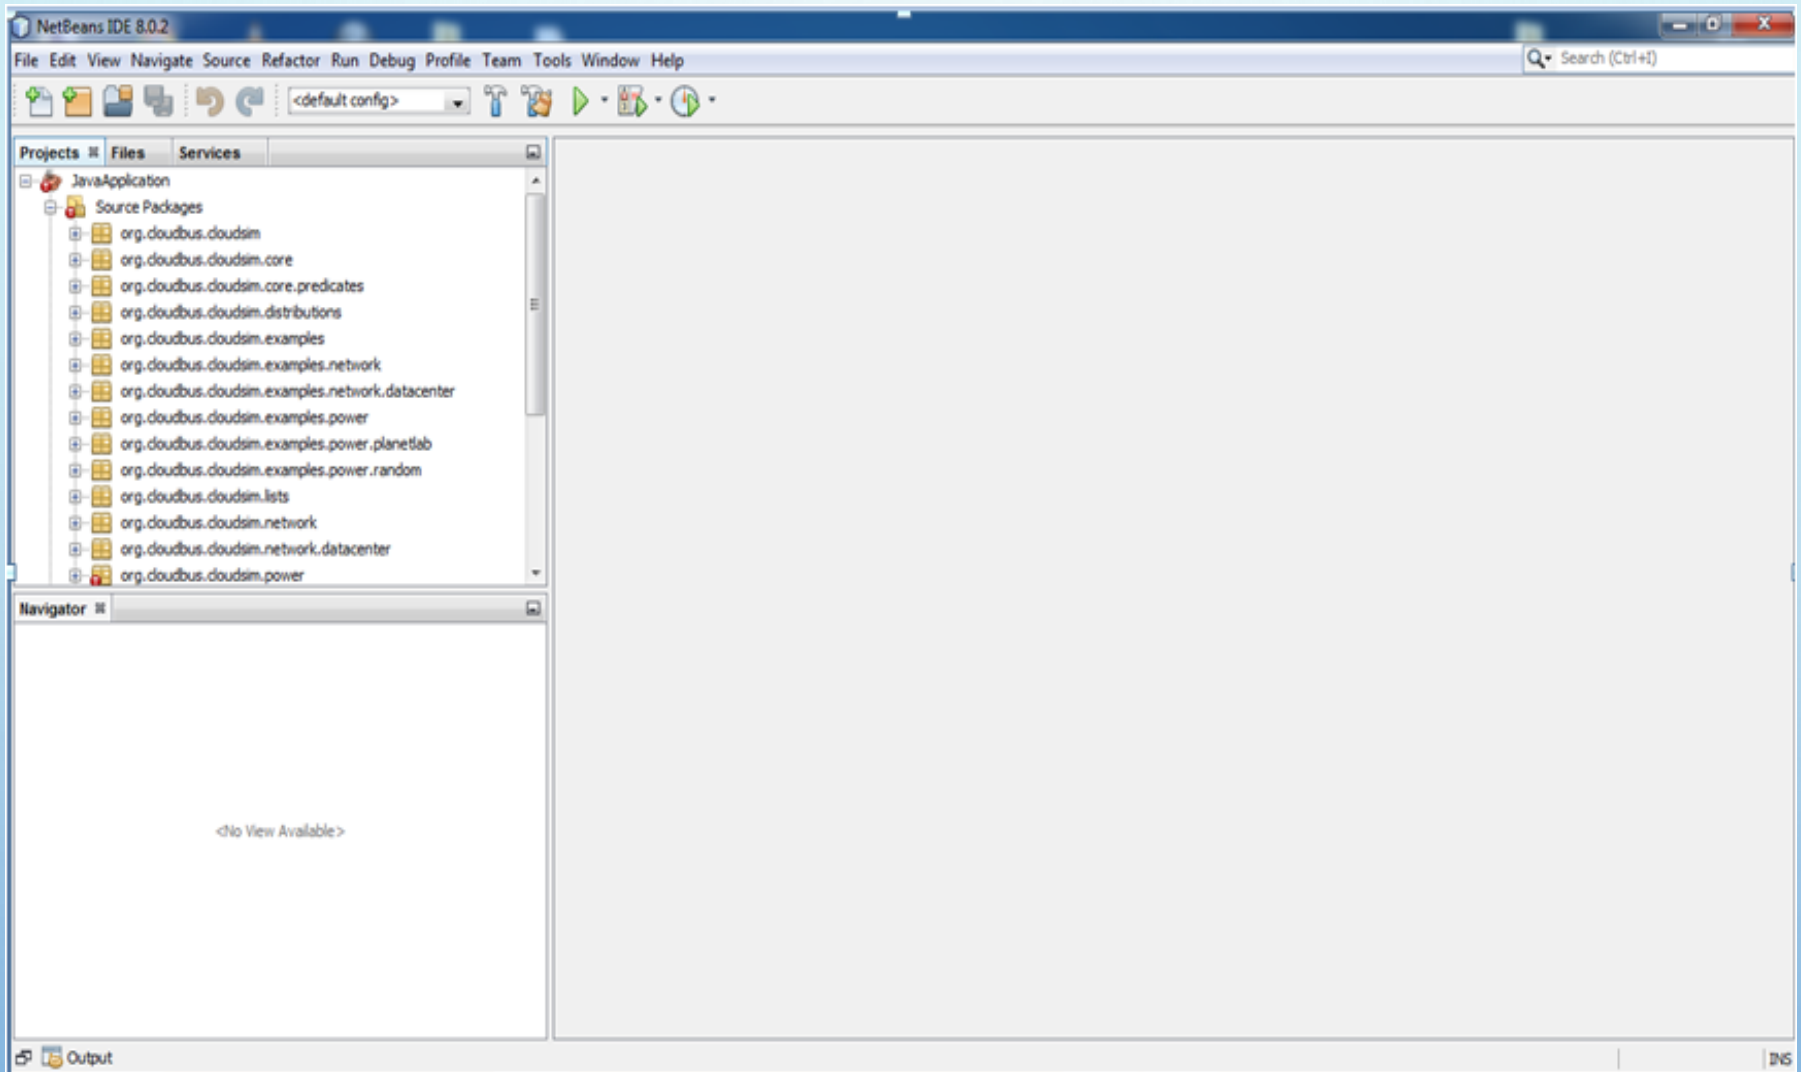 NetBeans IDE 8.0.2
File Edit View Navigate Source Refactor Run Debug Profile Team Tools Window Help
Search (Ctrl+I)
<default config>
Projects Files Services
JavaApplication
Source Packages
org.cloudbus.cloudsim
org.cloudbus.cloudsim.core
org.cloudbus.cloudsim.core.predicates
org.cloudbus.cloudsim.distributions
org.cloudbus.cloudsim.examples
org.cloudbus.cloudsim.examples.network
org.cloudbus.cloudsim.examples.network.datacenter
org.cloudbus.cloudsim.examples.power
org.cloudbus.cloudsim.examples.power.planetlab
org.cloudbus.cloudsim.examples.power.random
org.cloudbus.cloudsim.lists
org.cloudbus.cloudsim.network
org.cloudbus.cloudsim.network.datacenter
org.cloudbus.cloudsim.power
Navigator
<No View Available>
Output
INS